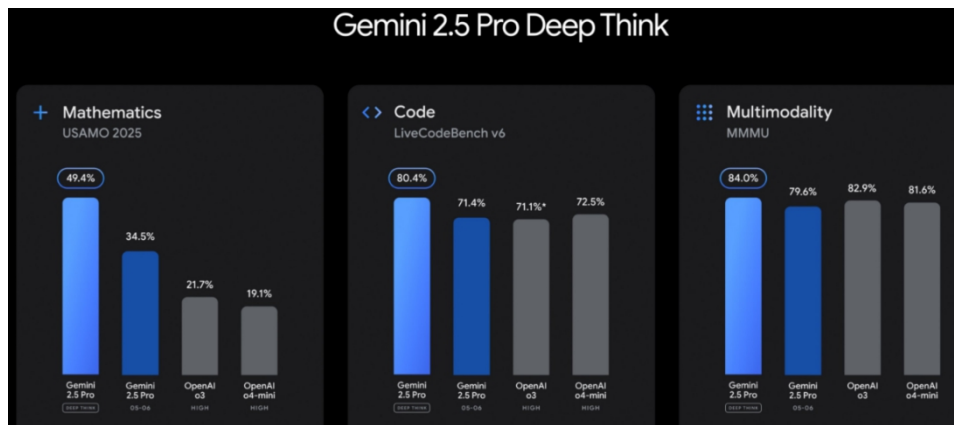 Gemini 2.5 Pro Deep Think
Mathematics
USAMO 2025
49.4%
34.5%
21.7%
19.1%
Gemini
2.5 Pro
DEEP THINK
Gemini
2.5 Pro
05-06
OpenAI
o3
HIGH
OpenAI
o4-mini
HIGH
Code
LiveCodeBench v6
80.4%
71.4%
71.1%*
72.5%
Gemini
2.5 Pro
DEEP THINK
Gemini
2.5 Pro
05-06
OpenAI
o3
HIGH
OpenAI
o4-mini
HIGH
Multimodality
MMMU
84.0%
79.6%
82.9%
81.6%
Gemini
2.5 Pro
DEEP THINK
Gemini
2.5 Pro
05-06
OpenAI
o3
OpenAI
o4-mini